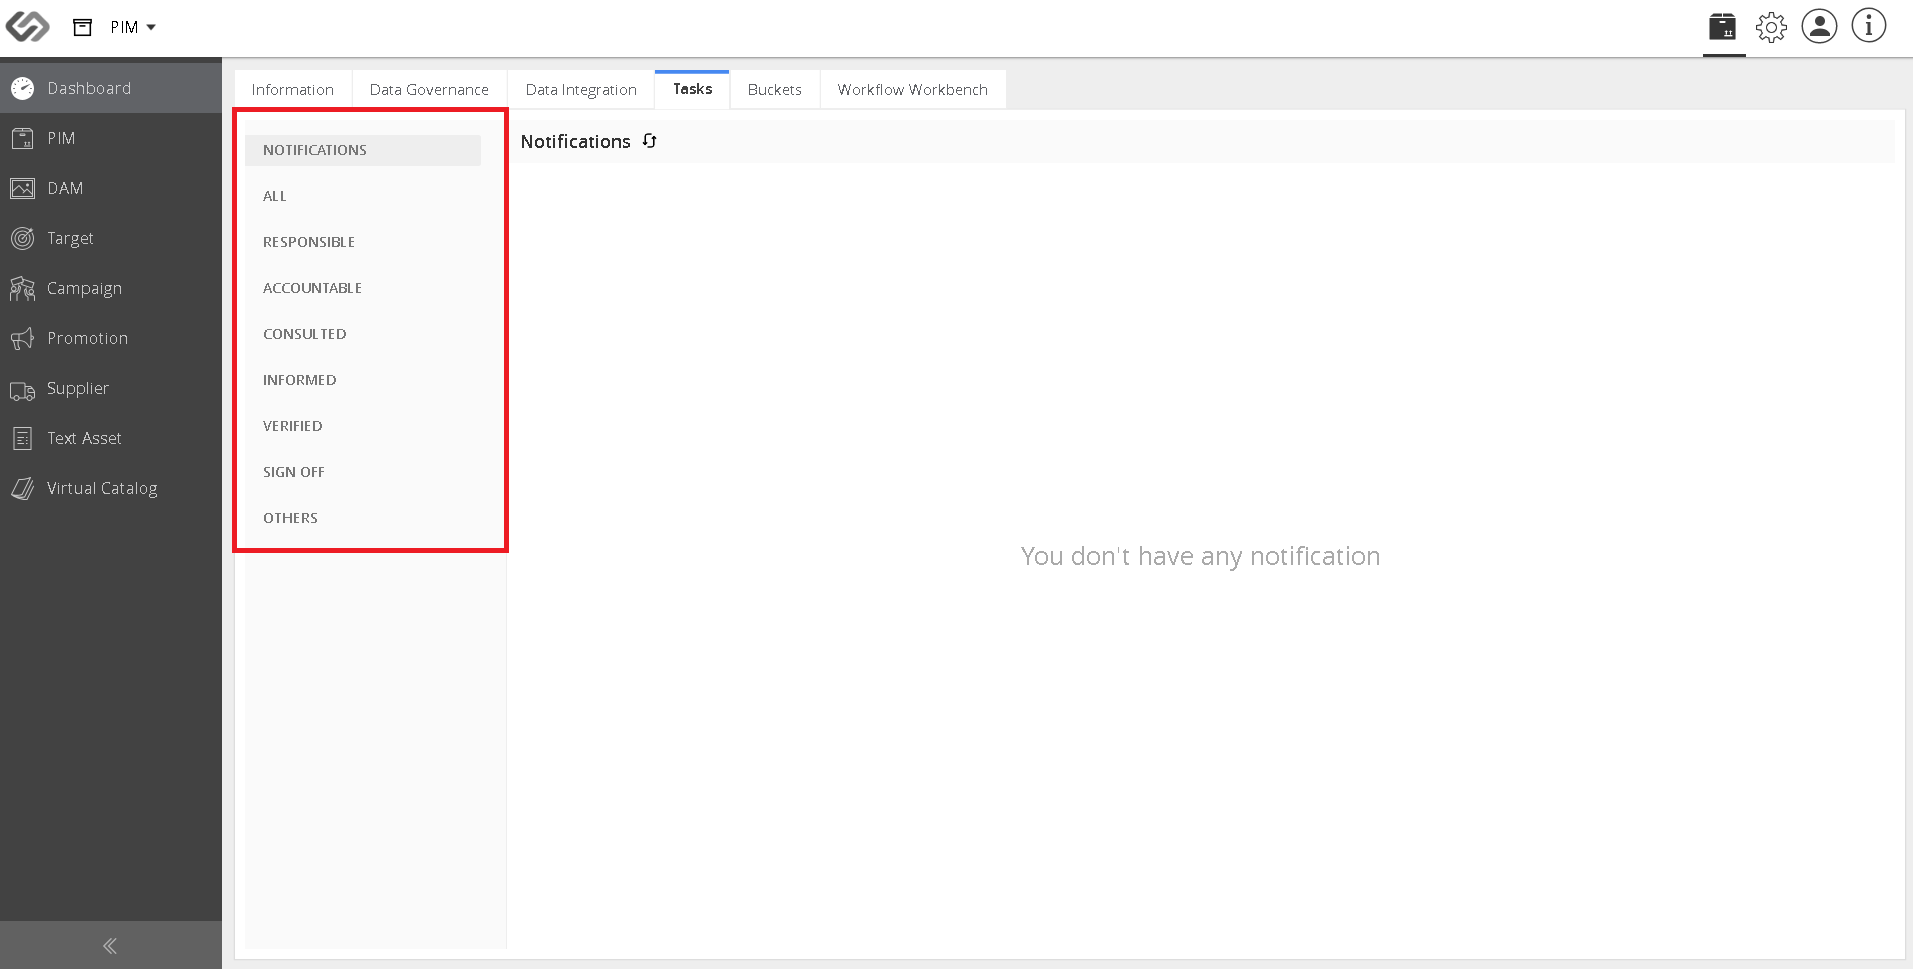 PIM
Dashboard
PIM
DAM
Target
Campaign
Promotion
Supplier
Text Asset
Virtual Catalog
Information
Data Governance
Data Integration
Tasks
Buckets
Workflow Workbench
NOTIFICATIONS
ALL
RESPONSIBLE
ACCOUNTABLE
CONSULTED
INFORMED
VERIFIED
SIGN OFF
OTHERS
Notifications
You don't have any notification